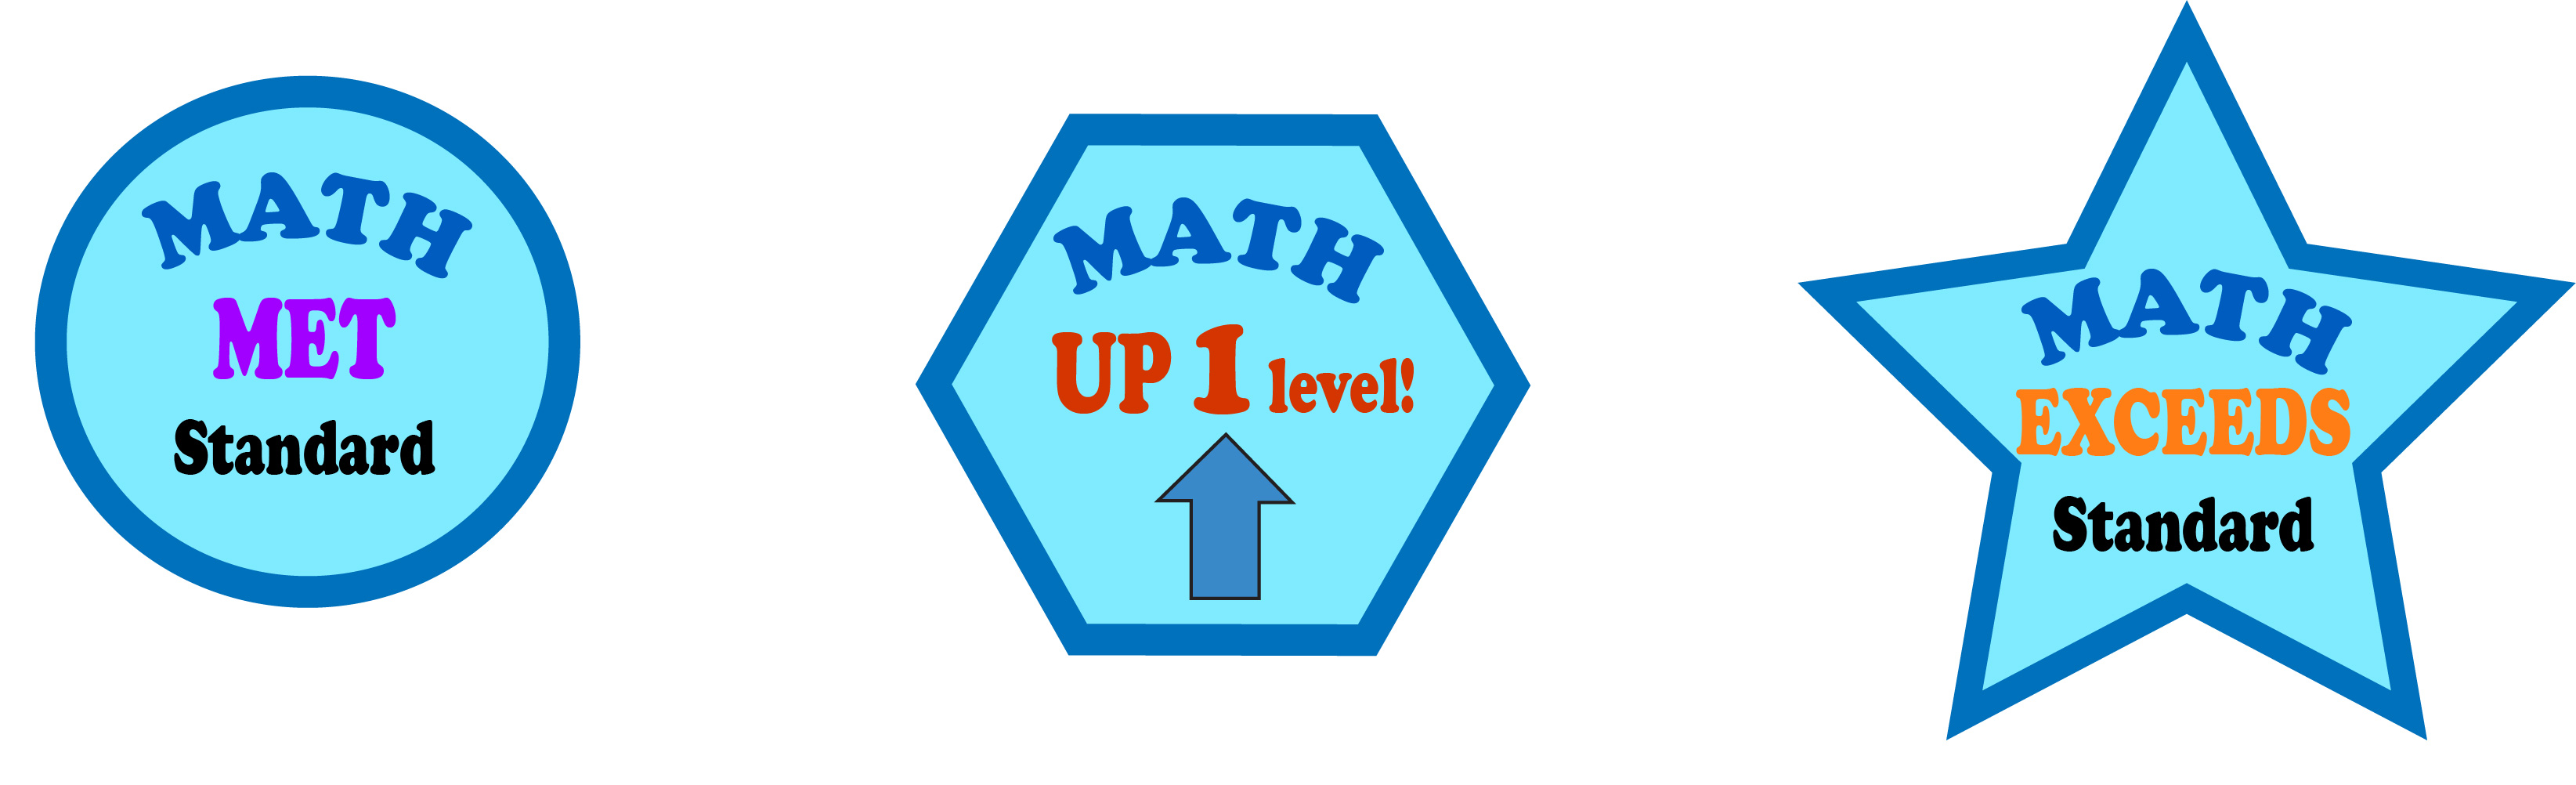 MATH
MET
Standard
MATH
UP 1 level!
MATH
EXCEEDS
Standard